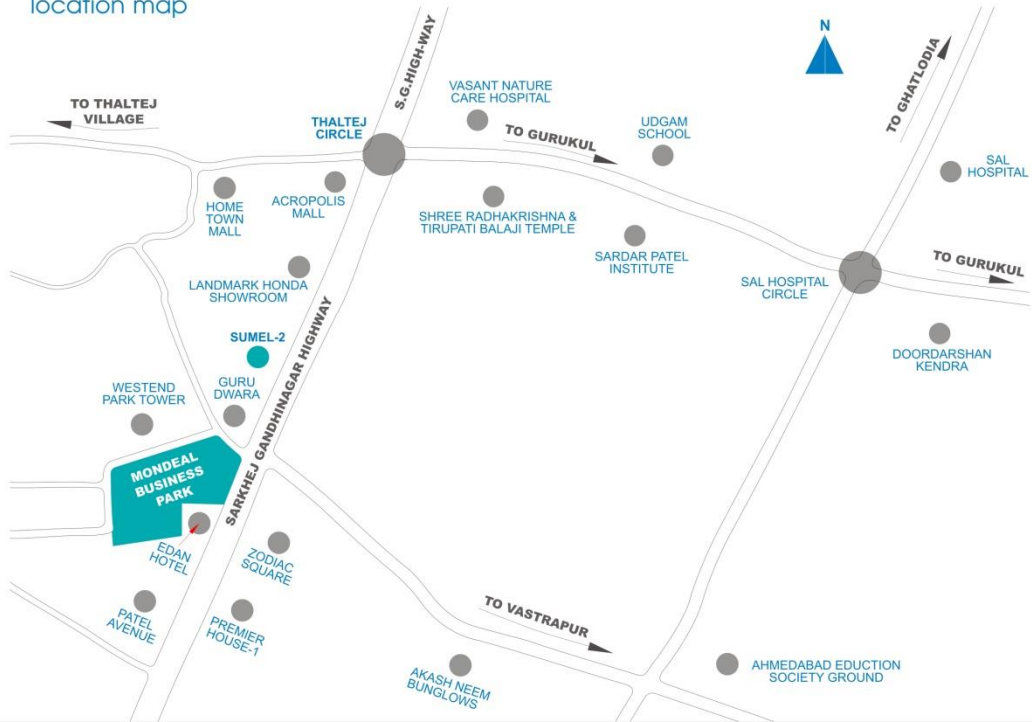 location map
N
S.G.HIGH-WAY
TO GHATLODIA
VASANT NATURE
CARE HOSPITAL
TO THALTEJ
VILLAGE
THALTEJ
CIRCLE
TO GURUKUL
UDGAM
SCHOOL
SAL
HOSPITAL
HOME
TOWN
MALL
ACROPOLIS
MALL
SHREE RADHAKRISHNA &
TIRUPATI BALAJI TEMPLE
SARDAR PATEL
INSTITUTE
SAL HOSPITAL
CIRCLE
TO GURUKUL
LANDMARK HONDA
SHOWROOM
SUMEL-2
DOORDARSHAN
KENDRA
WESTEND
PARK TOWER
GURU
DWARA
SARKHEJ GANDHINAGAR HIGHWAY
MONDEAL
BUSINESS
PARK
EDAN
HOTEL
ZODIAC
SQUARE
PATEL
AVENUE
PREMIER
HOUSE-1
TO VASTRAPUR
AKASH NEEM
BUNGLOWS
AHMEDABAD EDUCTION
SOCIETY GROUND